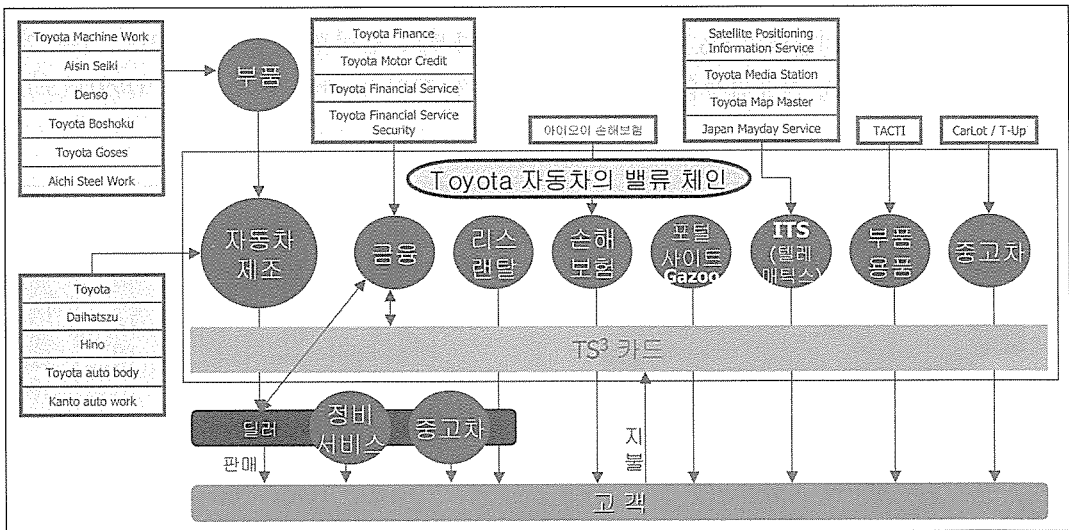 Toyota Machine Work
Aisin Seiki
Denso
Toyota Boshoku
Toyota Goses
Aichi Steel Work
부품
Toyota Finance
Toyota Motor Credit
Toyota Financial Service
Toyota Financial Service
Security
아이오이 손해보험
Satellite Positioning
Information Service
Toyota Media Station
Toyota Map Master
Japan Mayday Service
TACTI
CarLot / T-Up
Toyota 자동차의 밸류 체인
자동차
제조
금융
리스
랜탈
손해
보험
포털
사이트
Gazoo
ITS
(텔레
매틱스)
부품
용품
중고차
Toyota
Daihatszu
Hino
Toyota auto body
Kanto auto work
TS³ 카드
딜러
정비
서비스
중고차
판매
지불
고객